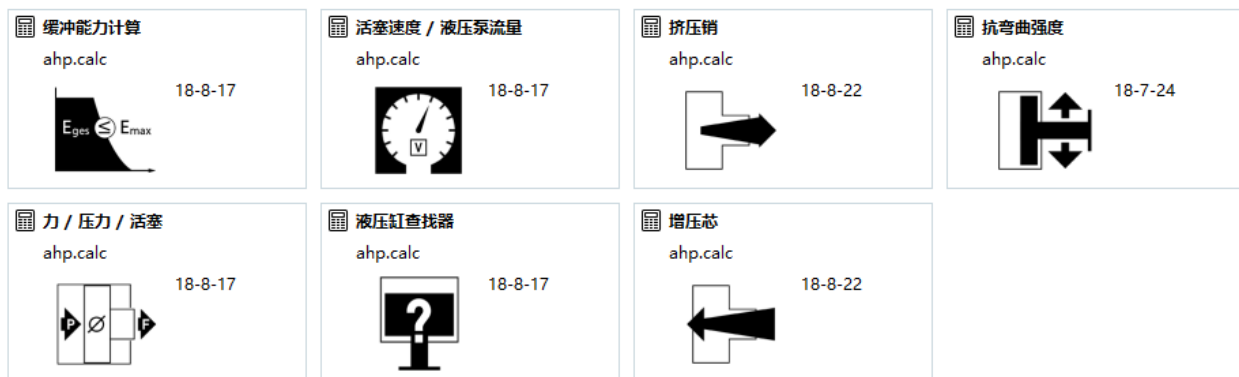 缓冲能力计算
ahp.calc
18-8-17
Eges ≤ Emax
活塞速度 / 液压泵流量
ahp.calc
18-8-17
V
挤压销
ahp.calc
18-8-22
抗弯曲强度
ahp.calc
18-7-24
力 / 压力 / 活塞
ahp.calc
18-8-17
P Ø F
液压缸查找器
ahp.calc
18-8-17
?
增压芯
ahp.calc
18-8-22